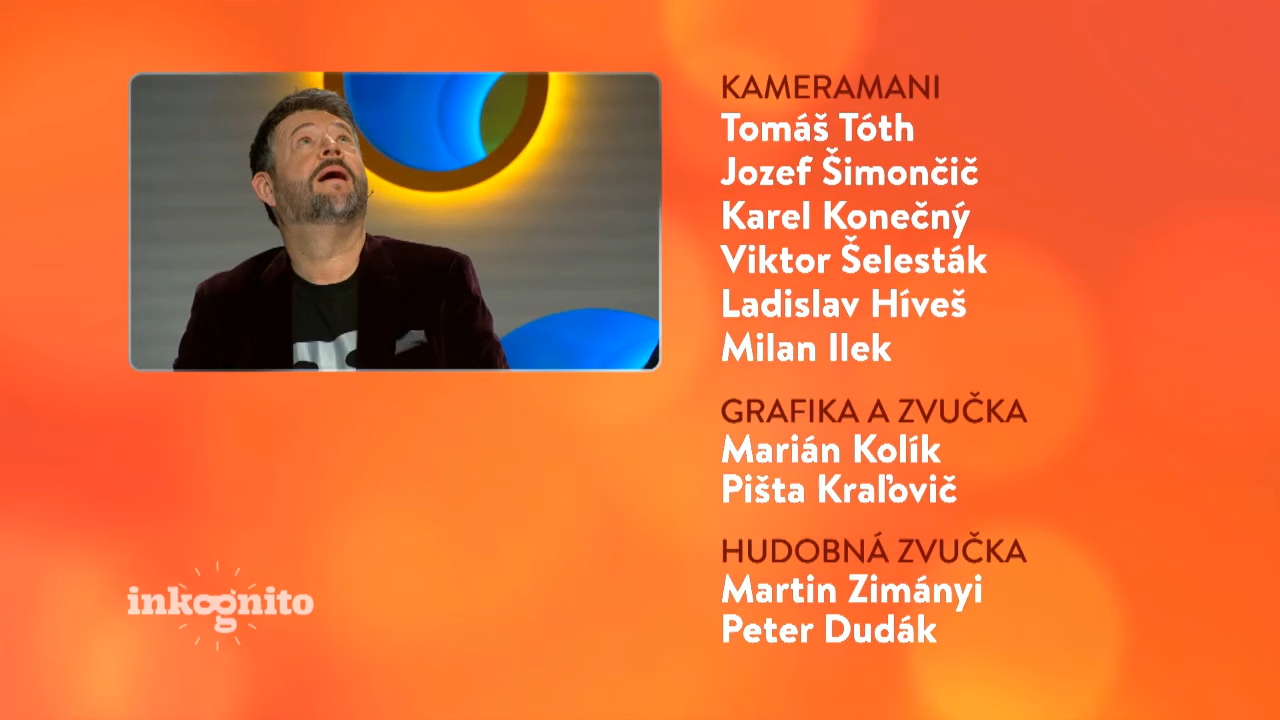 KAMERAMANI
Tomáš Tóth
Jozef Šimončič
Karel Konečný
Viktor Šelesták
Ladislav Híveš
Milan Ilek
GRAFIKA A ZVUČKA
Marián Kolík
Pišta Kraľovič
HUDOBNÁ ZVUČKA
Martin Zimányi
Peter Dudák
inkognito